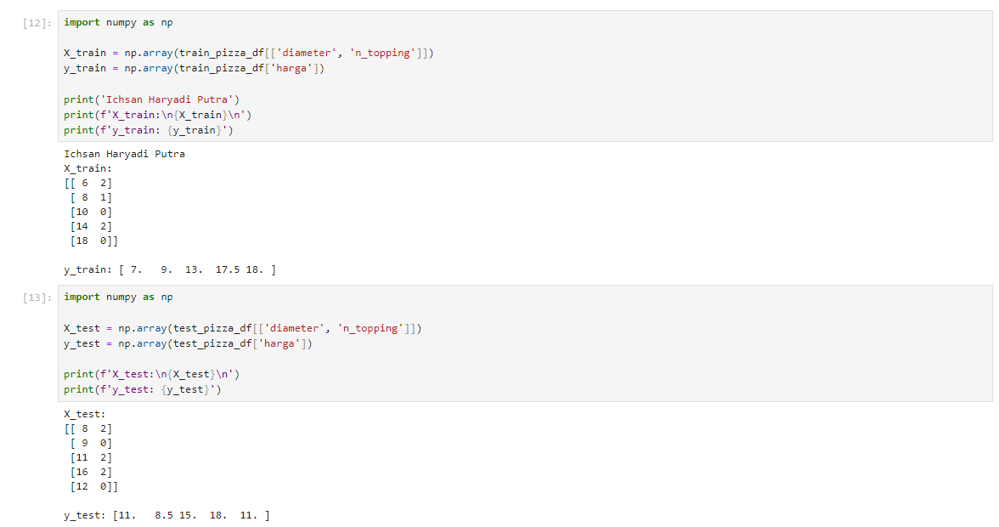 [12]: import numpy as np
X_train = np.array(train_pizza_df[['diameter', 'n_topping']])
y_train = np.array(train_pizza_df['harga'])
print('Ichsan Haryadi Putra')
print(f'X_train:\n{X_train}\n')
print(f'y_train: {y_train}')
Ichsan Haryadi Putra
X_train:
[[ 6  2]
 [ 8  1]
 [10  0]
 [14  2]
 [18  0]]
y_train: [ 7.   9.  13.  17.5 18. ]
[13]: import numpy as np
X_test = np.array(test_pizza_df[['diameter', 'n_topping']])
y_test = np.array(test_pizza_df['harga'])
print(f'X_test:\n{X_test}\n')
print(f'y_test: {y_test}')
X_test:
[[ 8  2]
 [ 9  0]
 [11  2]
 [16  2]
 [12  0]]
y_test: [11.   8.5 15.  18.  11. ]